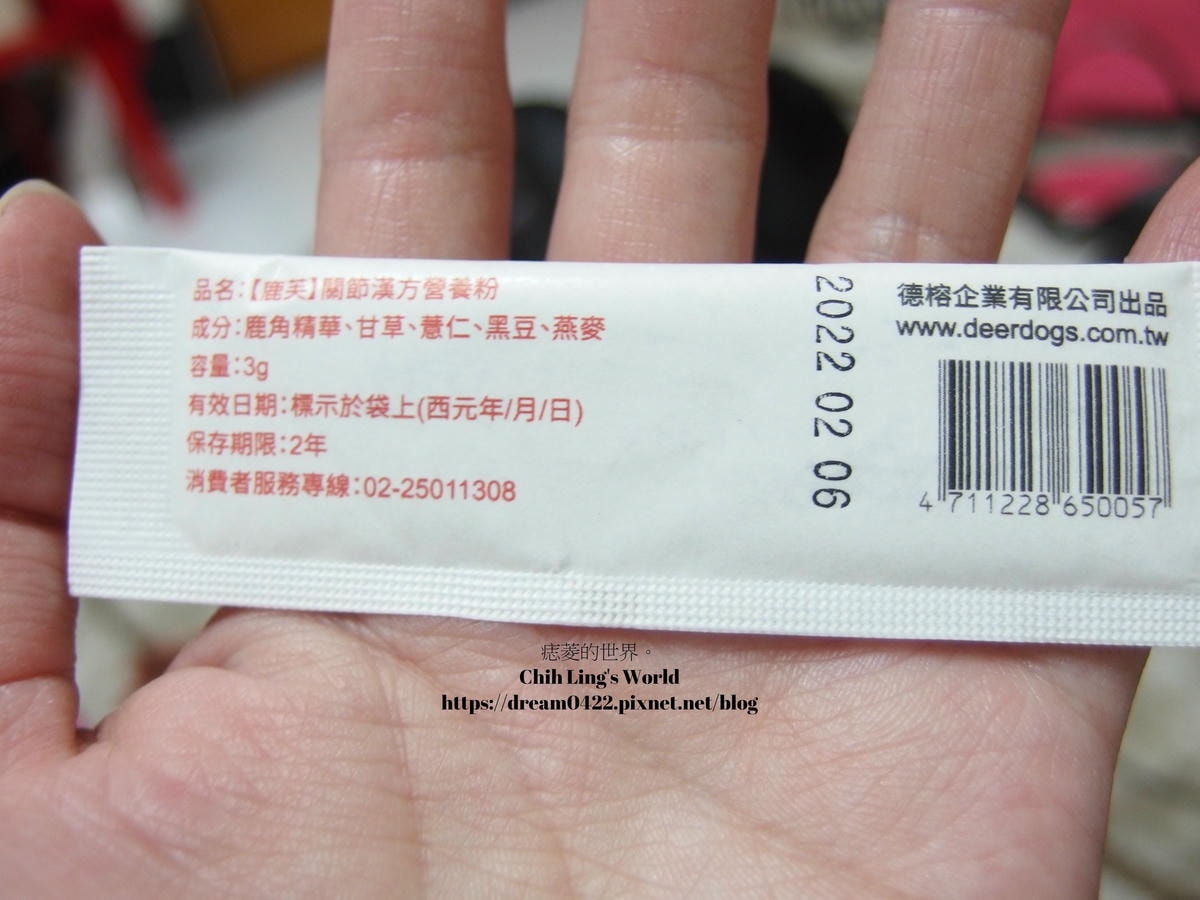 品名:【鹿芙】關節漢方營養粉
成分:鹿角精華、甘草、薏仁、黑豆、燕麥
容量:3g
有效日期:標示於袋上(西元年/月/日)
保存期限:2年
消費者服務專線:02-25011308
2022 02 06
德榕企業有限公司出品
www.deerdogs.com.tw
4 711228 650057
痣菱的世界。
Chih Ling's World
https://dream0422.pixnet.net/blog